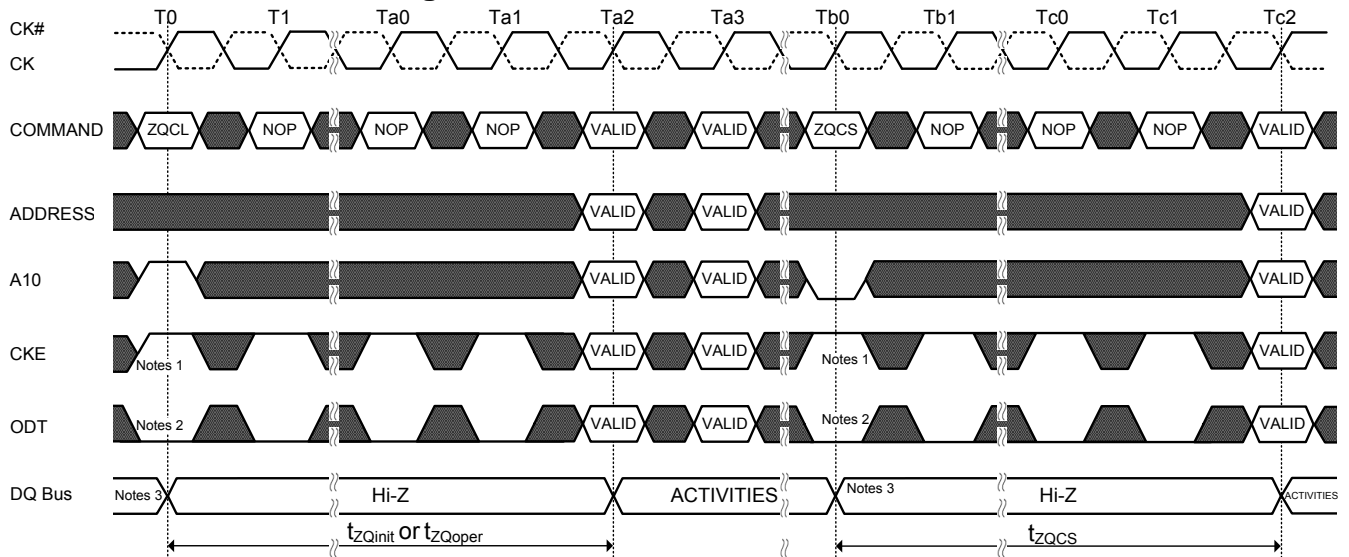 T0 T1 Ta0 Ta1 Ta2 Ta3 Tb0 Tb1 Tc0 Tc1 Tc2
CK#
CK
COMMAND ZQCL NOP NOP NOP VALID VALID ZQCS NOP NOP NOP VALID
ADDRESS VALID VALID VALID
A10 VALID VALID VALID
CKE Notes 1 VALID VALID Notes 1 VALID
ODT Notes 2 VALID VALID Notes 2 VALID
DQ Bus Notes 3 Hi-Z ACTIVITIES Notes 3 Hi-Z ACTIVITIES
tZQinit or tZQoper tZQCS